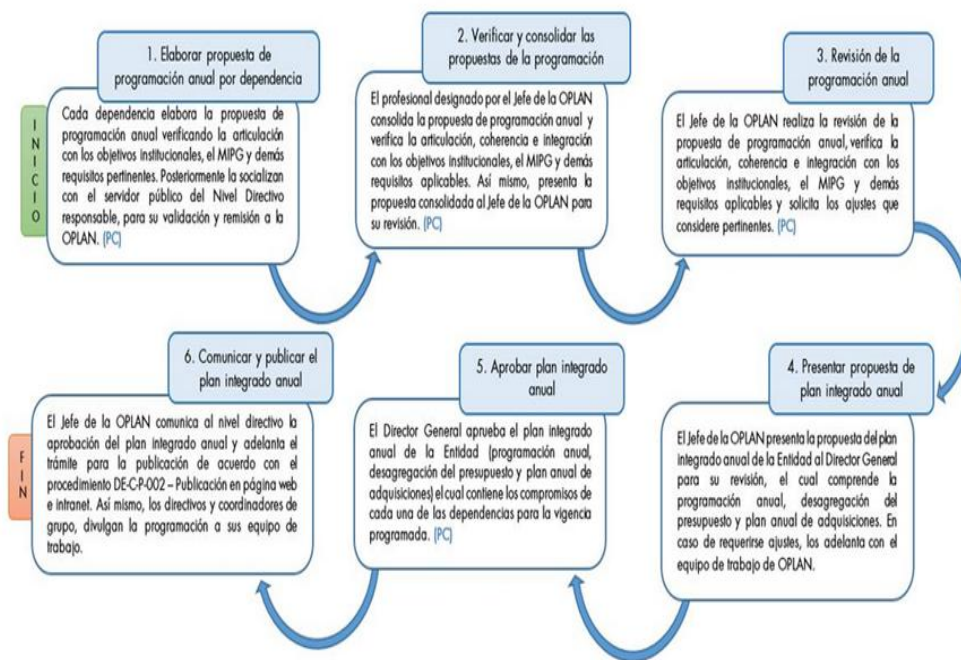 1. Elaborar propuesta de
programación anual por dependencia
INICIO
Cada dependencia elabora la propuesta de
programación anual verificando la articulación
con los objetivos institucionales, el MIPG y demás
requisitos pertinentes. Posteriormente la socializan
con el servidor público del Nivel Directivo
responsable, para su validación y remisión a la
OPLAN. (PC)
2. Verificar y consolidar las
propuestas de la programación
El profesional designado por el Jefe de la OPLAN
consolida la propuesta de programación anual y
verifica la articulación, coherencia e integración
con los objetivos institucionales, el MIPG y demás
requisitos aplicables. Así mismo, presenta la
propuesta consolidada al Jefe de la OPLAN para
su revisión. (PC)
3. Revisión de la
programación anual
El Jefe de la OPLAN realiza la revisión de la
propuesta de programación anual, verifica la
articulación, coherencia e integración con los
objetivos institucionales, el MIPG y demás
requisitos aplicables y solicita los ajustes que
considere pertinentes. (PC)
4. Presentar propuesta de
plan integrado anual
El Jefe de la OPLAN presenta la propuesta del plan
integrado anual de la Entidad al Director General
para su revisión, el cual comprende la
programación anual, desagregación del
presupuesto y plan anual de adquisiciones. En
caso de requerirse ajustes, los adelanta con el
equipo de trabajo de OPLAN.
5. Aprobar plan integrado
anual
El Director General aprueba el plan integrado
anual de la Entidad (programación anual,
desagregación del presupuesto y plan anual de
adquisiciones) el cual contiene los compromisos de
cada una de las dependencias para la vigencia
programada. (PC)
6. Comunicar y publicar el
plan integrado anual
FIN
El Jefe de la OPLAN comunica al nivel directivo la
aprobación del plan integrado anual y adelanta el
trámite para la publicación de acuerdo con el
procedimiento DE-C-P-002 – Publicación en página web
e intranet. Así mismo, los directivos y coordinadores de
grupo, divulgan la programación a sus equipo de
trabajo.